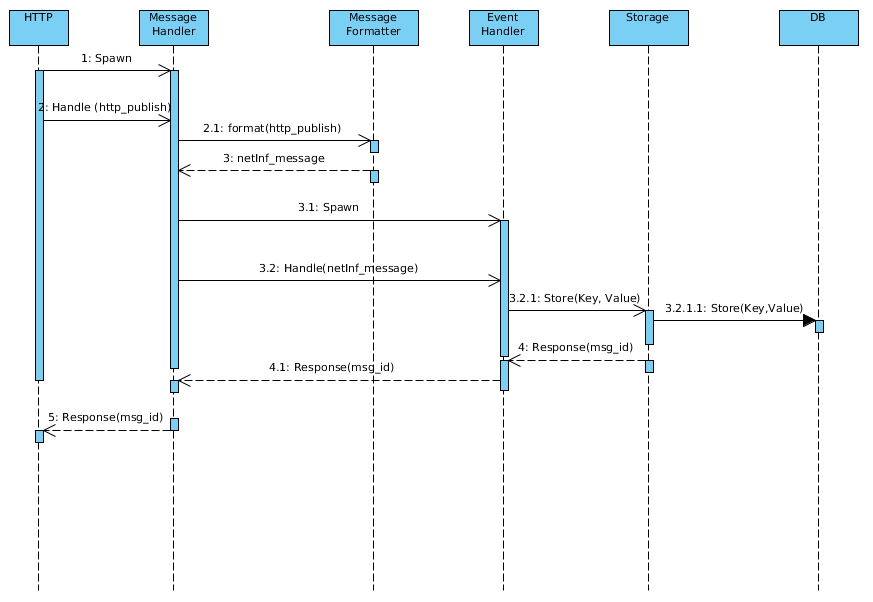 HTTP
Message
Handler
Message
Formatter
Event
Handler
Storage
DB
1: Spawn
2: Handle (http_publish)
2.1: format(http_publish)
3: netInf_message
3.1: Spawn
3.2: Handle(netInf_message)
3.2.1: Store(Key, Value)
3.2.1.1: Store(Key,Value)
4: Response(msg_id)
4.1: Response(msg_id)
5: Response(msg_id)